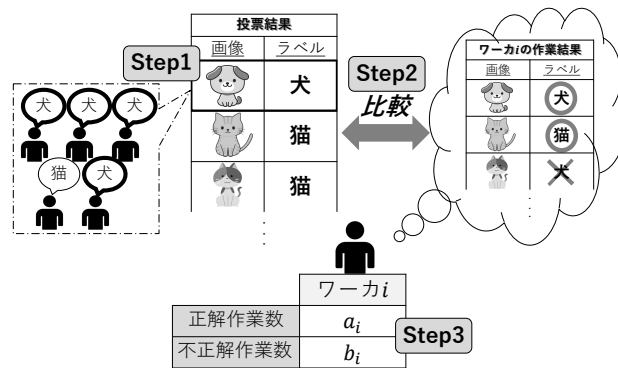 投票結果
画像 ラベル
Step1
犬
猫
猫
犬 犬 犬
猫 犬
Step2
比較
ワーカiの作業結果
画像 ラベル
犬
猫
犬
ワーカi
正解作業数 a_i
不正解作業数 b_i
Step3